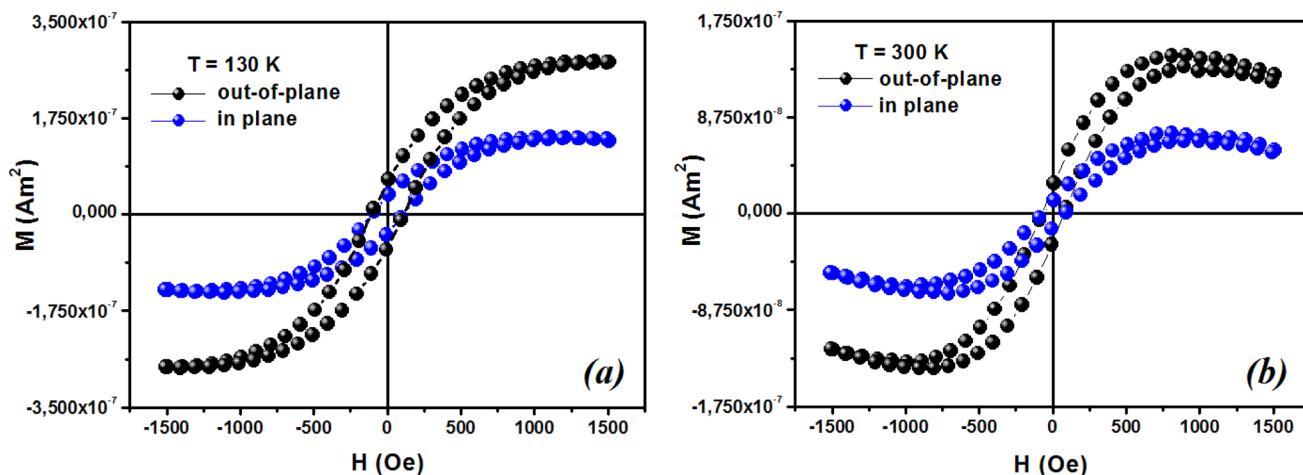 3,500x10⁻⁷
1,750x10⁻⁷
0,000
-1,750x10⁻⁷
-3,500x10⁻⁷
M (Am²)
T = 130 K
out-of-plane
in plane
(a)
-1500 -1000 -500 0 500 1000 1500
H (Oe)
1,750x10⁻⁷
8,750x10⁻⁸
0,000
-8,750x10⁻⁸
-1,750x10⁻⁷
M (Am²)
T = 300 K
out-of-plane
in plane
(b)
-1500 -1000 -500 0 500 1000 1500
H (Oe)